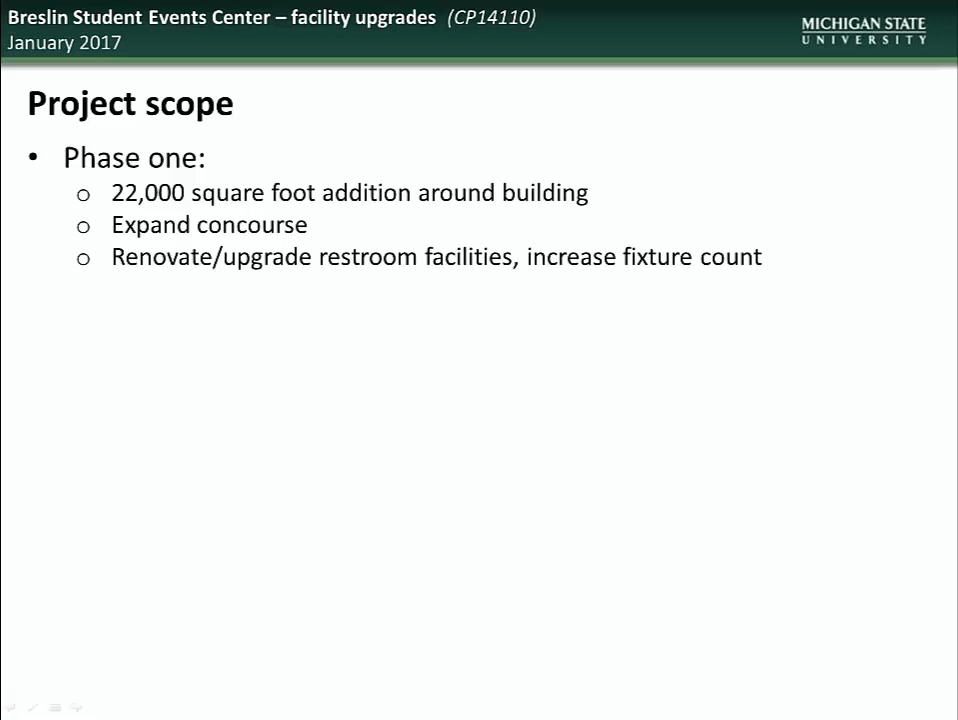 Breslin Student Events Center – facility upgrades (CP14110)
January 2017
MICHIGAN STATE
UNIVERSITY
Project scope
• Phase one:
o 22,000 square foot addition around building
o Expand concourse
o Renovate/upgrade restroom facilities, increase fixture count